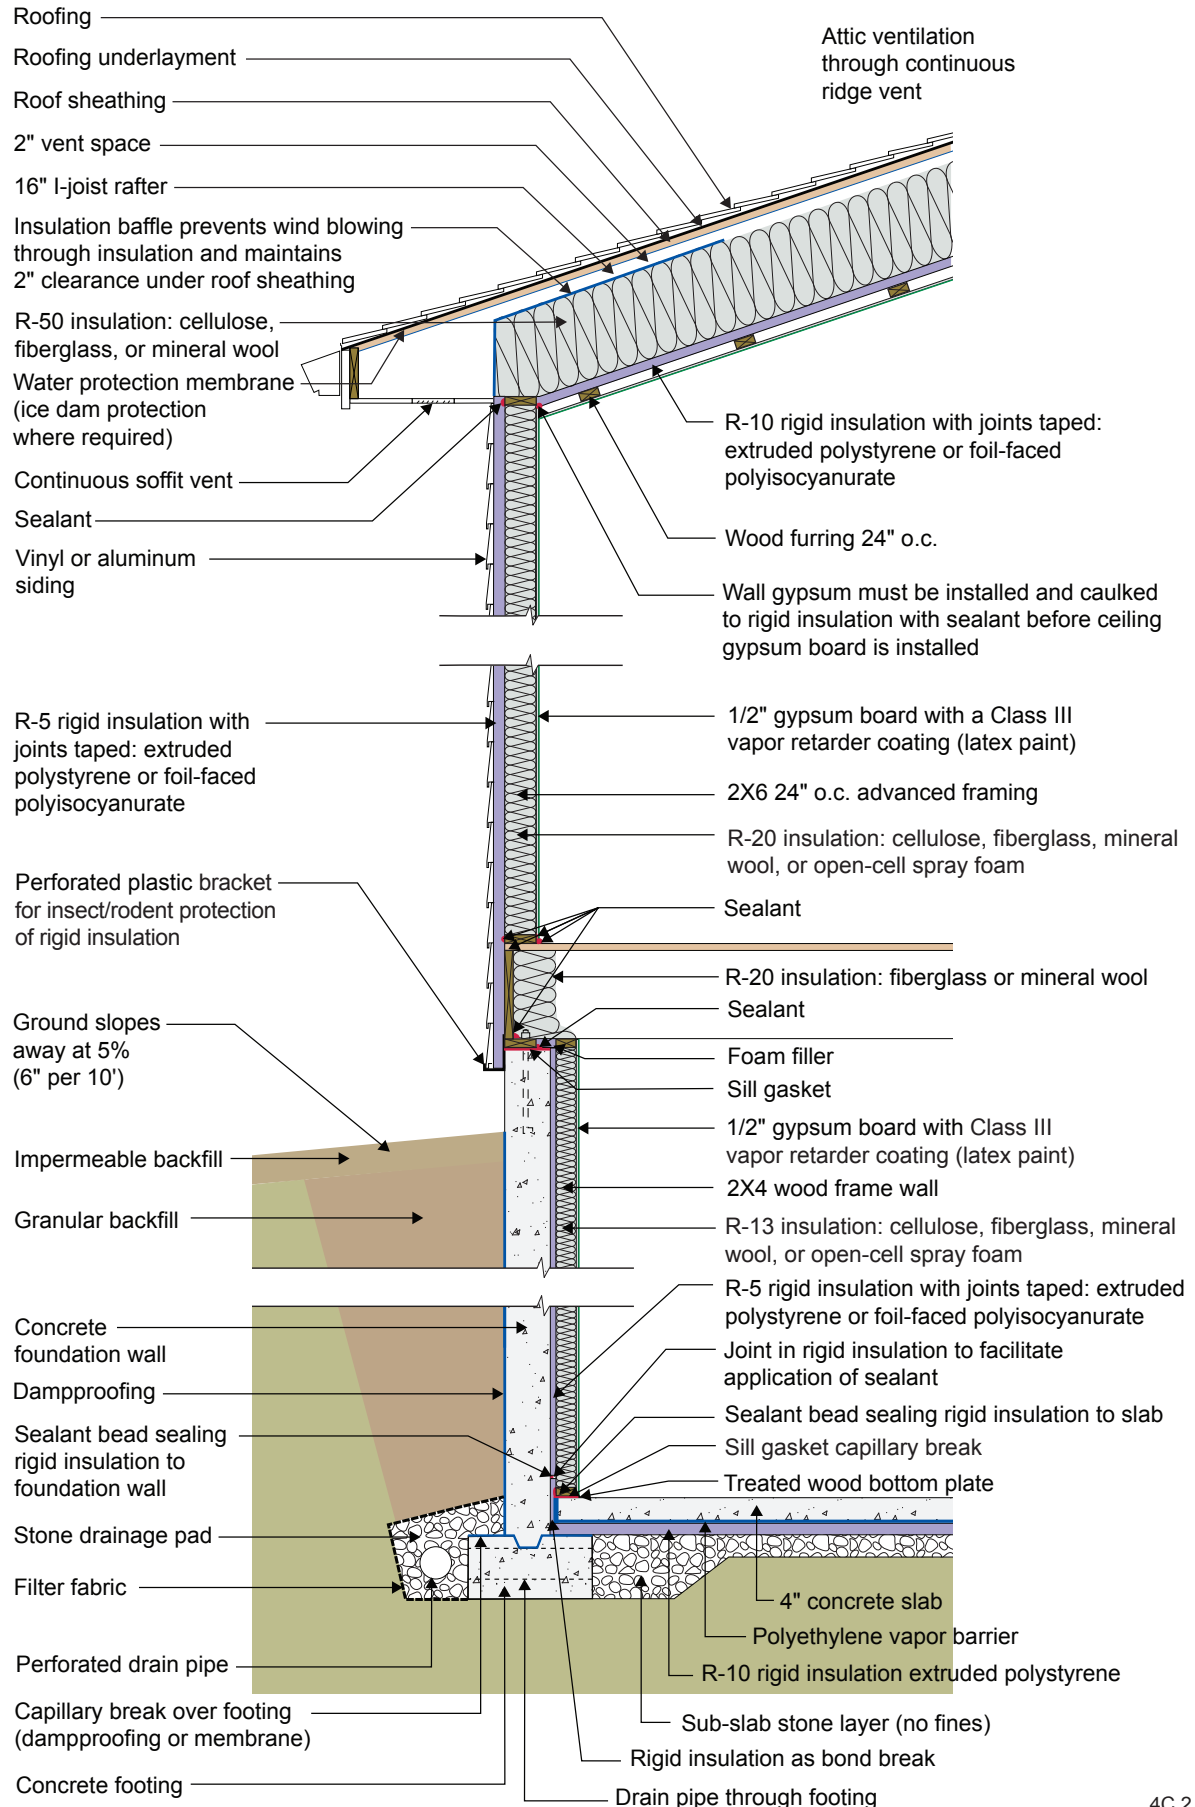 Roofing
Roofing underlayment
Roof sheathing
2" vent space
16" I-joist rafter
Insulation baffle prevents wind blowing
through insulation and maintains
2" clearance under roof sheathing
R-50 insulation: cellulose,
fiberglass, or mineral wool
Water protection membrane
(ice dam protection
where required)
Continuous soffit vent
Sealant
Vinyl or aluminum
siding
R-5 rigid insulation with
joints taped: extruded
polystyrene or foil-faced
polyisocyanurate
Perforated plastic bracket
for insect/rodent protection
of rigid insulation
Ground slopes
away at 5%
(6" per 10')
Impermeable backfill
Granular backfill
Concrete
foundation wall
Dampproofing
Sealant bead sealing
rigid insulation to
foundation wall
Stone drainage pad
Filter fabric
Perforated drain pipe
Capillary break over footing
(dampproofing or membrane)
Concrete footing
Attic ventilation
through continuous
ridge vent
R-10 rigid insulation with joints taped:
extruded polystyrene or foil-faced
polyisocyanurate
Wood furring 24" o.c.
Wall gypsum must be installed and caulked
to rigid insulation with sealant before ceiling
gypsum board is installed
1/2" gypsum board with a Class III
vapor retarder coating (latex paint)
2X6 24" o.c. advanced framing
R-20 insulation: cellulose, fiberglass, mineral
wool, or open-cell spray foam
Sealant
R-20 insulation: fiberglass or mineral wool
Sealant
Foam filler
Sill gasket
1/2" gypsum board with Class III
vapor retarder coating (latex paint)
2X4 wood frame wall
R-13 insulation: cellulose, fiberglass, mineral
wool, or open-cell spray foam
R-5 rigid insulation with joints taped: extruded
polystyrene or foil-faced polyisocyanurate
Joint in rigid insulation to facilitate
application of sealant
Sealant bead sealing rigid insulation to slab
Sill gasket capillary break
Treated wood bottom plate
4" concrete slab
Polyethylene vapor barrier
R-10 rigid insulation extruded polystyrene
Sub-slab stone layer (no fines)
Rigid insulation as bond break
Drain pipe through footing
4C 2